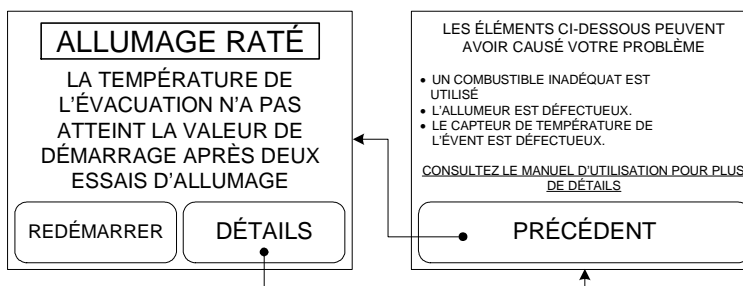 ALLUMAGE RATÉ
LA TEMPÉRATURE DE
L'ÉVACUATION N'A PAS
ATTEINT LA VALEUR DE
DÉMARRAGE APRÈS DEUX
ESSAIS D'ALLUMAGE
REDÉMARRER
DÉTAILS
LES ÉLÉMENTS CI-DESSOUS PEUVENT
AVOIR CAUSÉ VOTRE PROBLÈME
• UN COMBUSTIBLE INADÉQUAT EST
UTILISÉ
• L'ALLUMEUR EST DÉFECTUEUX.
• LE CAPTEUR DE TEMPÉRATURE DE
L'ÉVENT EST DÉFECTUEUX.
CONSULTEZ LE MANUEL D'UTILISATION POUR PLUS
DE DÉTAILS
PRÉCÉDENT